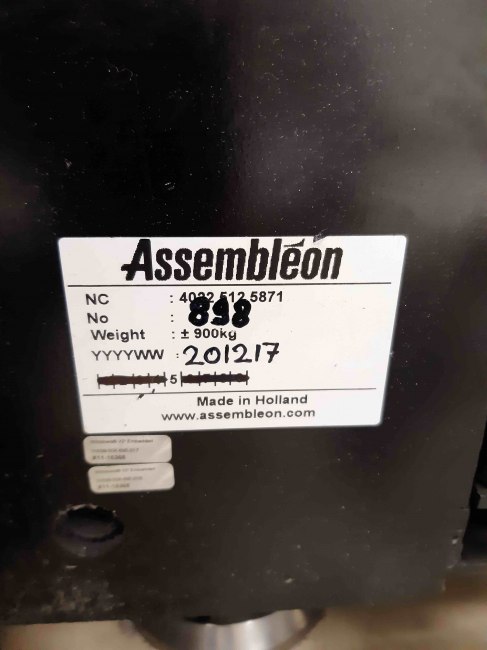 Assembléon
NC : 4022 512 5871
No : 898
Weight : ± 900kg
YYYYWW : 201217
5
Made in Holland
www.assembleon.com